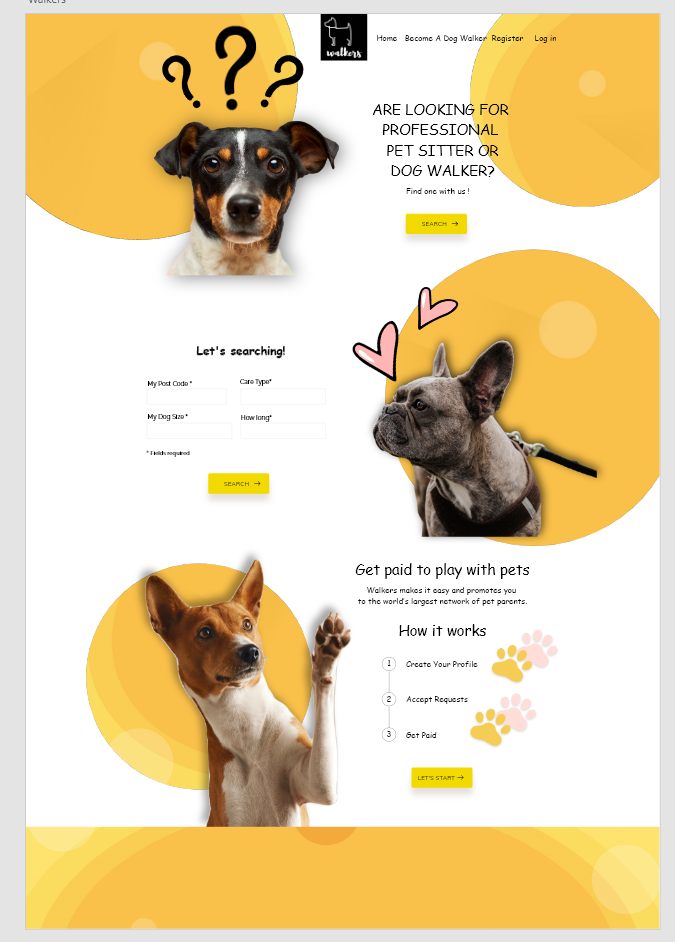 Walkers
walkers
Home Become A Dog Walker Register Log in
? ? ?
ARE LOOKING FOR
PROFESSIONAL
PET SITTER OR
DOG WALKER?
Find one with us !
SEARCH →
Let's searching!
My Post Code *
Care Type*
My Dog Size *
How long*
* Fields required
SEARCH →
Get paid to play with pets
Walkers makes it easy and promotes you
to the world's largest network of pet parents.
How it works
1 Create Your Profile
2 Accept Requests
3 Get Paid
LET'S START →